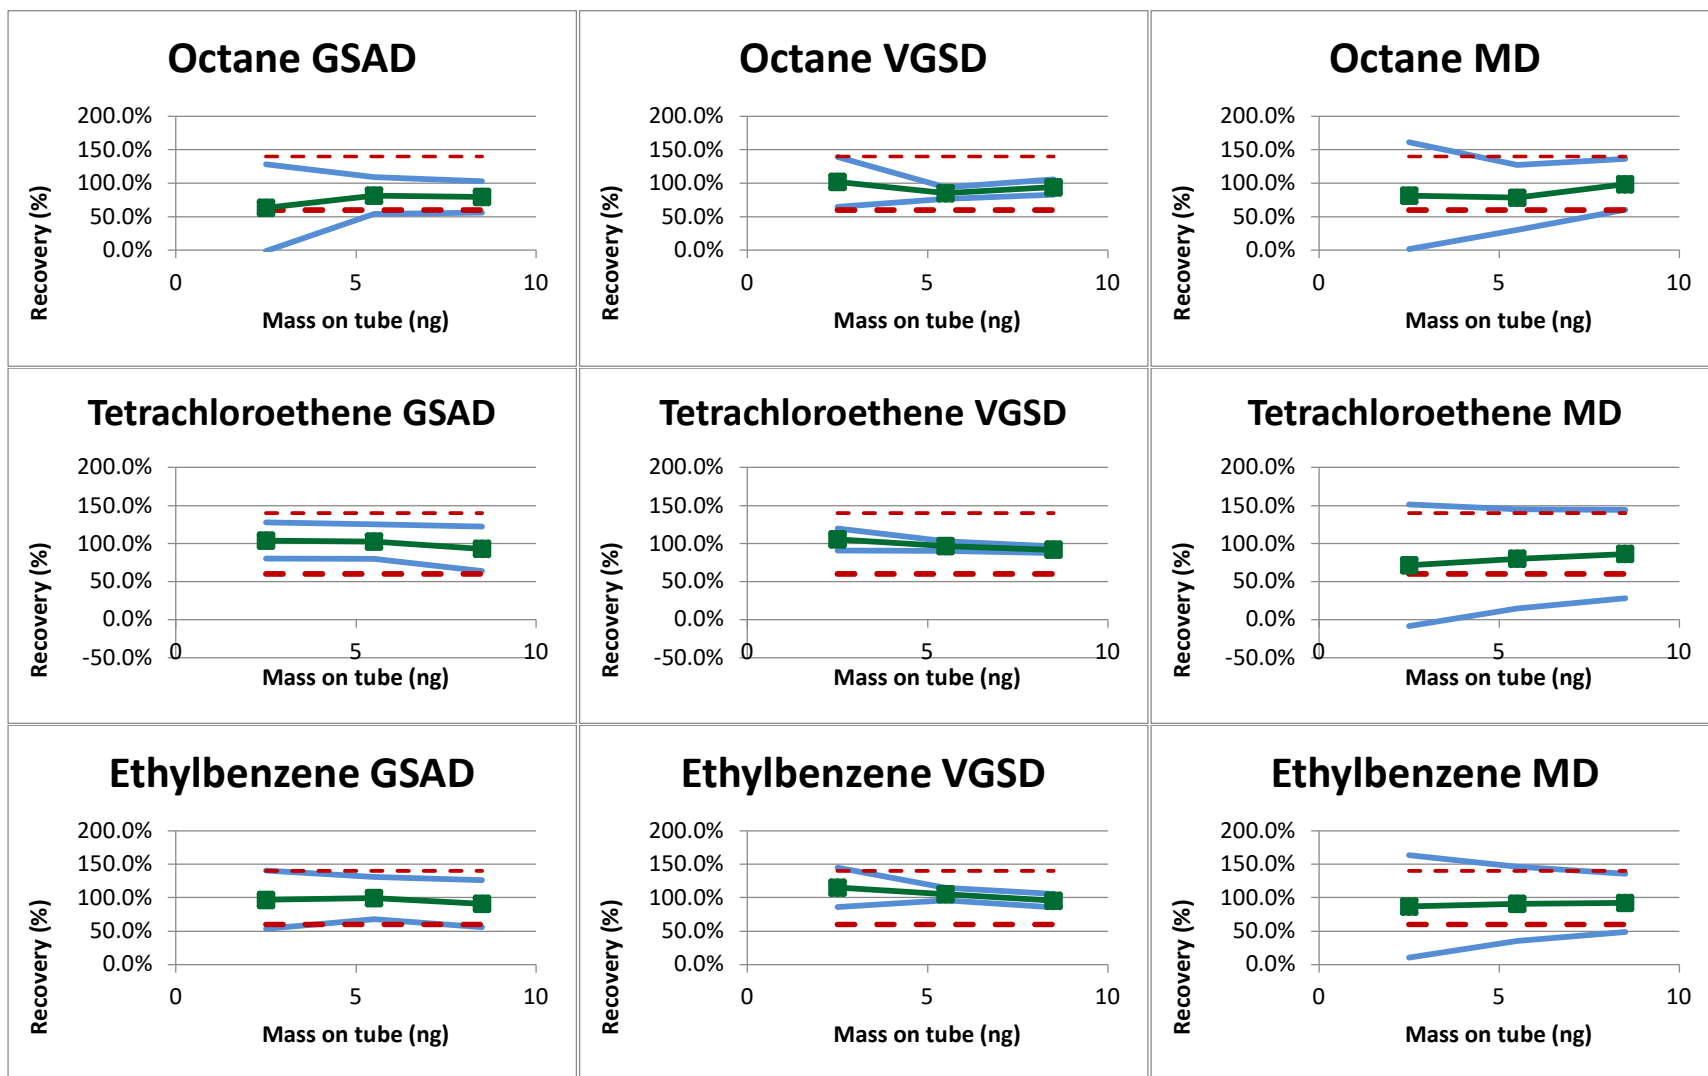 Octane GSAD
200.0%
150.0%
100.0%
50.0%
0.0%
0
5
10
Recovery (%)
Mass on tube (ng)
Octane VGSD
200.0%
150.0%
100.0%
50.0%
0.0%
0
5
10
Recovery (%)
Mass on tube (ng)
Octane MD
200.0%
150.0%
100.0%
50.0%
0.0%
0
5
10
Recovery (%)
Mass on tube (ng)
Tetrachloroethene GSAD
200.0%
150.0%
100.0%
50.0%
0.0%
-50.0%
0
5
10
Recovery (%)
Mass on tube (ng)
Tetrachloroethene VGSD
200.0%
150.0%
100.0%
50.0%
0.0%
-50.0%
0
5
10
Recovery (%)
Mass on tube (ng)
Tetrachloroethene MD
200.0%
150.0%
100.0%
50.0%
0.0%
-50.0%
0
5
10
Recovery (%)
Mass on tube (ng)
Ethylbenzene GSAD
200.0%
150.0%
100.0%
50.0%
0.0%
0
5
10
Recovery (%)
Mass on tube (ng)
Ethylbenzene VGSD
200.0%
150.0%
100.0%
50.0%
0.0%
0
5
10
Recovery (%)
Mass on tube (ng)
Ethylbenzene MD
200.0%
150.0%
100.0%
50.0%
0.0%
0
5
10
Recovery (%)
Mass on tube (ng)